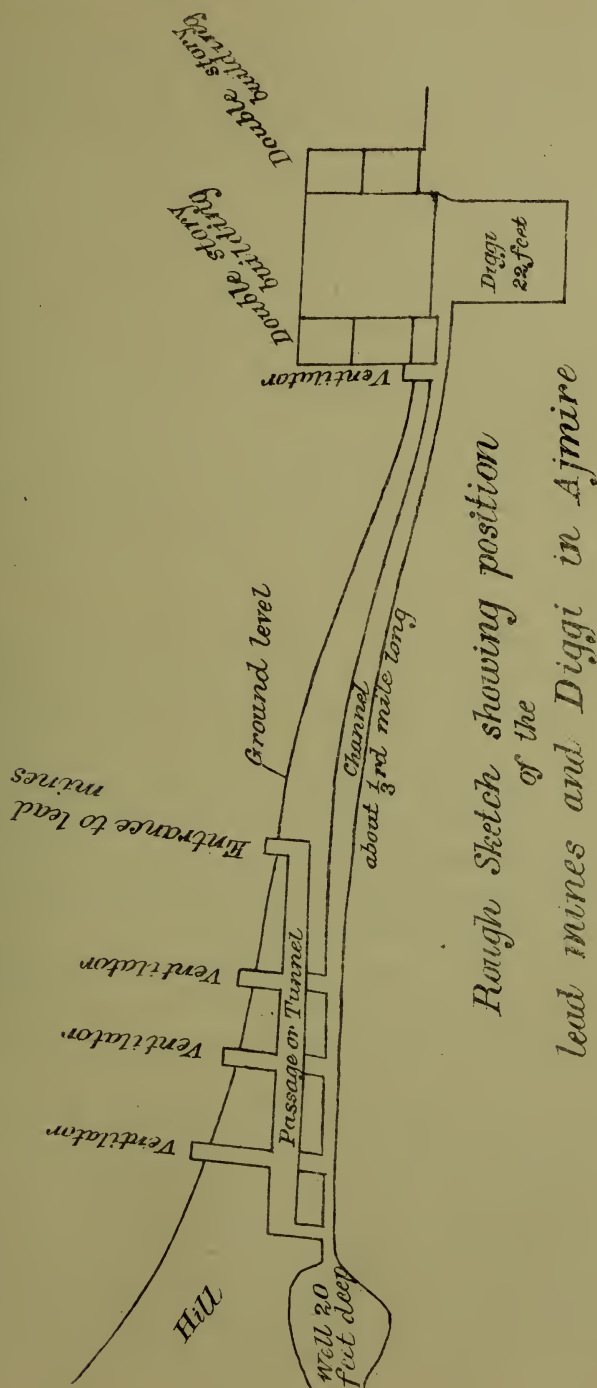 Hill
Well 20
feet deep
Ventilator
Ventilator
Ventilator
Passage or Tunnel
Entrance to lead
mines
Ground level
Channel
about 1/3rd mile long
Ventilator
Double story
building
Double story
building
Diggi
22 feet
Rough Sketch showing position
of the
lead mines and Diggi in Ajmire